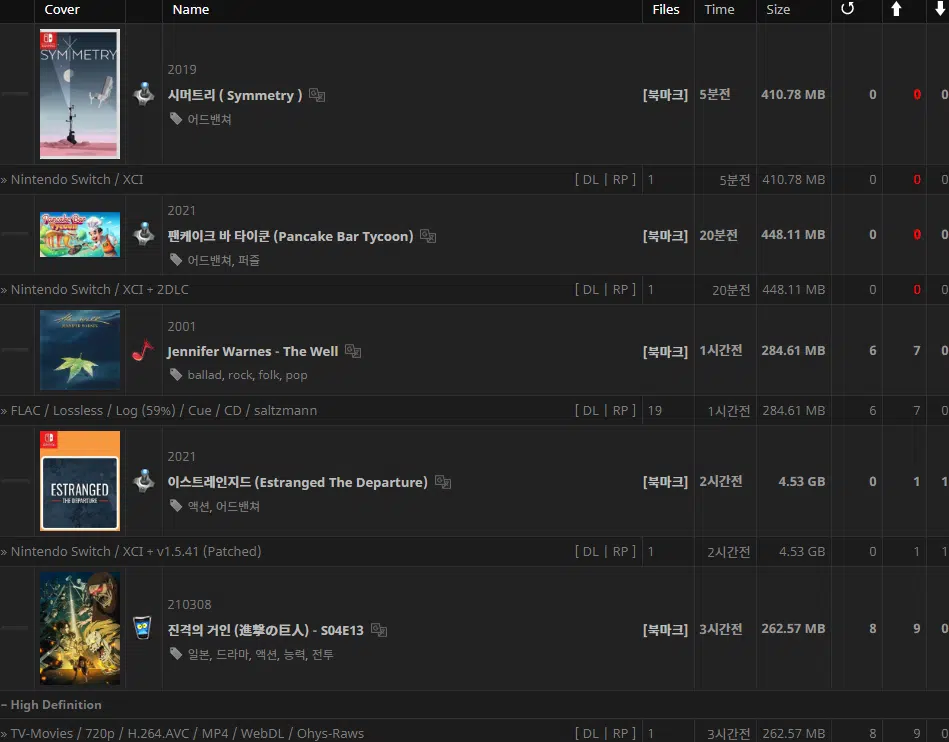 Cover Name Files Time Size
SYMMETRY
2019
시머트리 ( Symmetry ) [북마크] 5분전 410.78 MB 0 0 0
어드밴쳐
» Nintendo Switch / XCI [ DL | RP ] 1 5분전 410.78 MB 0 0 0
Pancake Bar
Tycoon
2021
팬케이크 바 타이쿤 (Pancake Bar Tycoon) [북마크] 20분전 448.11 MB 0 0 0
어드밴쳐, 퍼즐
» Nintendo Switch / XCI + 2DLC [ DL | RP ] 1 20분전 448.11 MB 0 0 0
2001
Jennifer Warnes - The Well [북마크] 1시간전 284.61 MB 6 7 0
ballad, rock, folk, pop
» FLAC / Lossless / Log (59%) / Cue / CD / saltzmann [ DL | RP ] 19 1시간전 284.61 MB 6 7 0
ESTRANGED
THE DEPARTURE
2021
이스트레인지드 (Estranged The Departure) [북마크] 2시간전 4.53 GB 0 1 1
액션, 어드밴쳐
» Nintendo Switch / XCI + v1.5.41 (Patched) [ DL | RP ] 1 2시간전 4.53 GB 0 1 1
210308
진격의 거인 (進撃の巨人) - S04E13 [북마크] 3시간전 262.57 MB 8 9 0
일본, 드라마, 액션, 능력, 전투
− High Definition
» TV-Movies / 720p / H.264.AVC / MP4 / WebDL / Ohys-Raws [ DL | RP ] 1 3시간전 262.57 MB 8 9 0